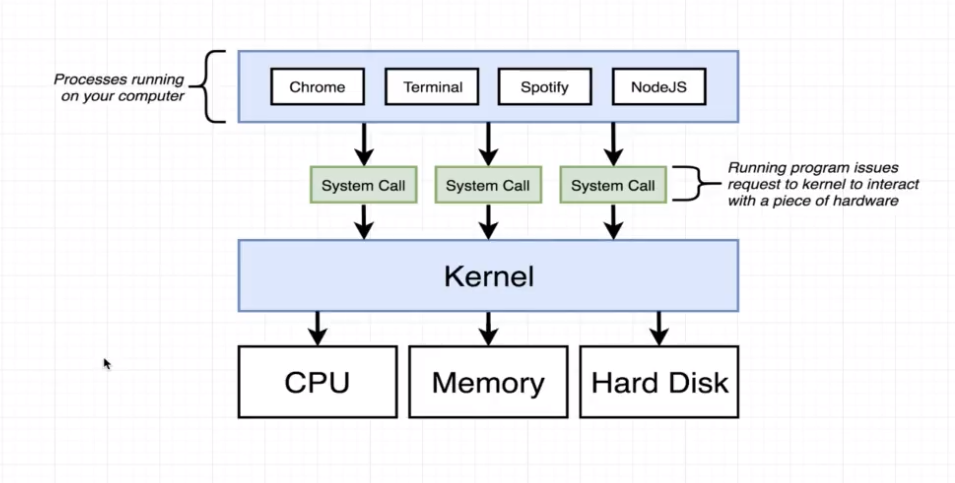 Processes running
on your computer
Chrome
Terminal
Spotify
NodeJS
System Call
System Call
System Call
Running program issues
request to kernel to interact
with a piece of hardware
Kernel
CPU
Memory
Hard Disk